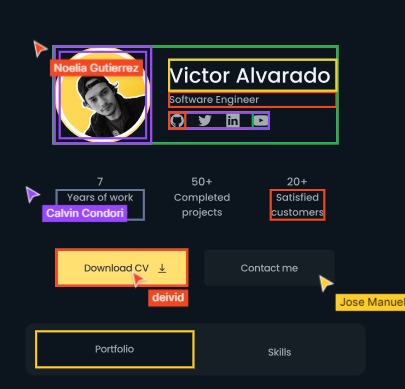 Noelia Gutierrez
Victor Alvarado
Software Engineer
7
Years of work
50+
Completed
projects
20+
Satisfied
customers
Calvin Condori
Download CV
Contact me
deivid
Jose Manuel
Portfolio
Skills